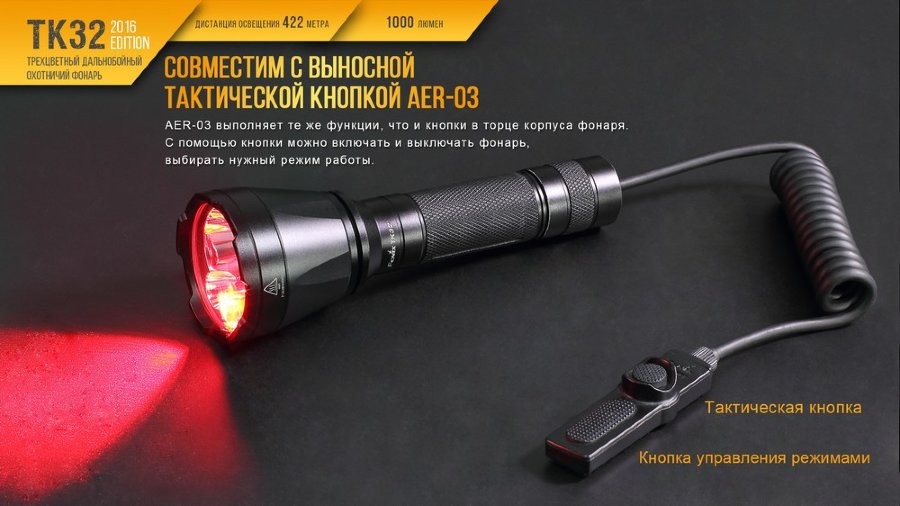 TK32 2016 EDITION
ТРЕХЦВЕТНЫЙ ДАЛЬНОБОЙНЫЙ
ОХОТНИЧИЙ ФОНАРЬ
ДИСТАНЦИЯ ОСВЕЩЕНИЯ 422 МЕТРА
1000 ЛЮМЕН
СОВМЕСТИМ С ВЫНОСНОЙ
ТАКТИЧЕСКОЙ КНОПКОЙ AER-03
AER-03 выполняет те же функции, что и кнопки в торце корпуса фонаря.
С помощью кнопки можно включать и выключать фонарь,
выбирать нужный режим работы.
Тактическая кнопка
Кнопка управления режимами